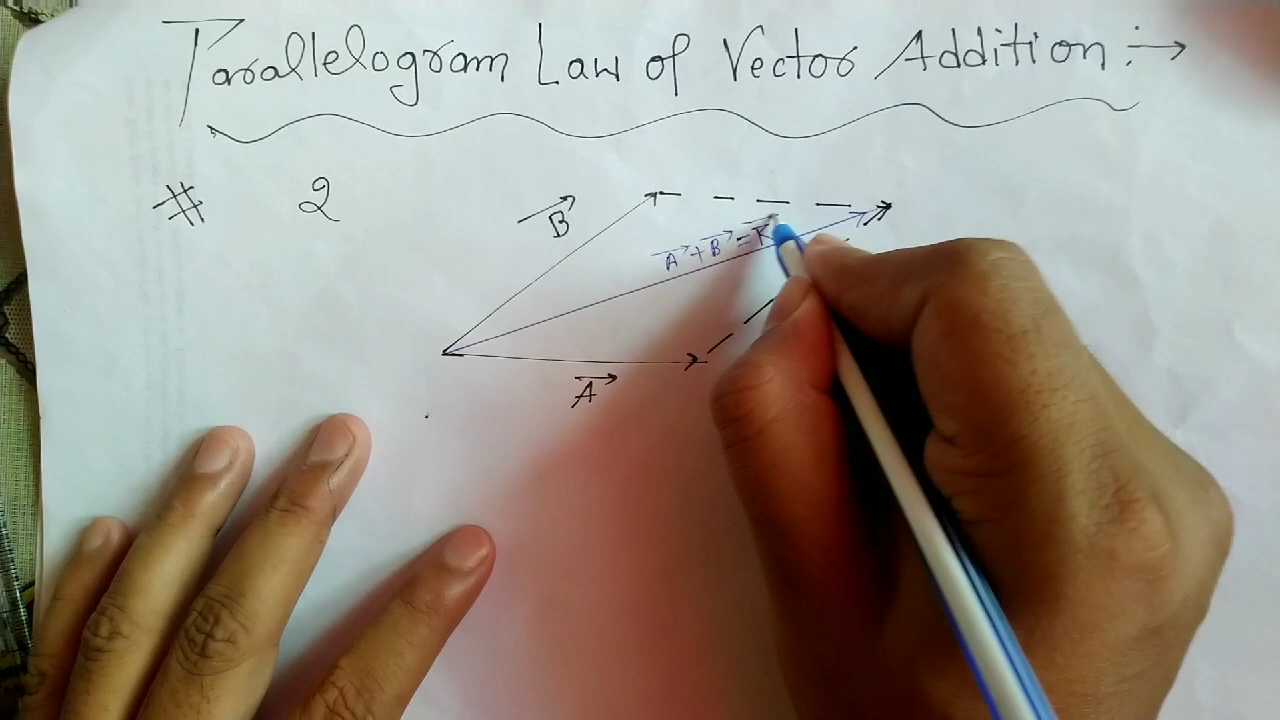 Parallelogram Law of Vector Addition :→
# 2
B⃗
A⃗ + B⃗ = R⃗
A⃗